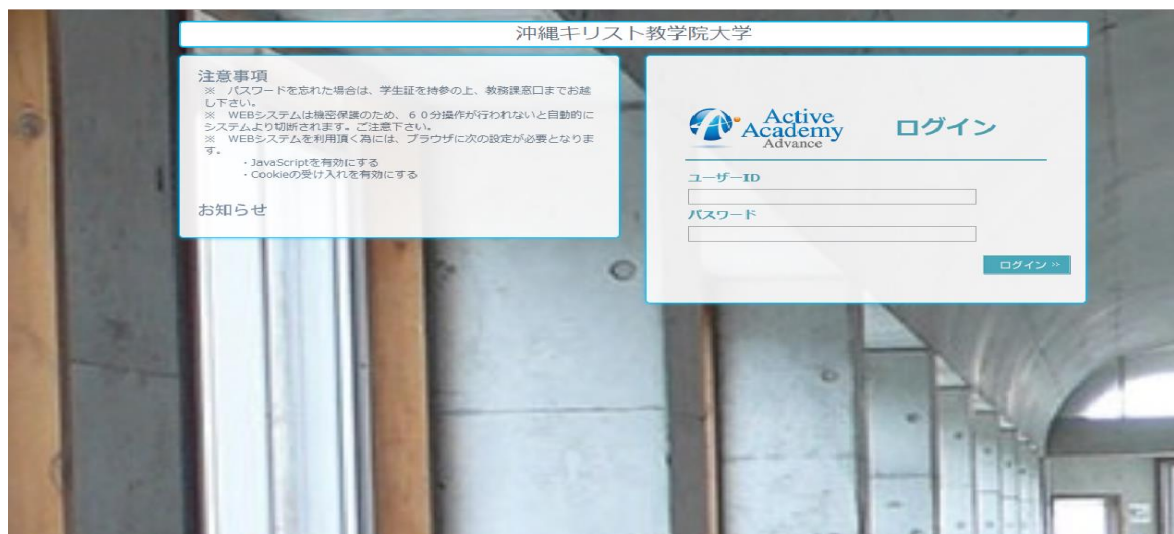 沖縄キリスト教学院大学
注意事項
※　パスワードを忘れた場合は、学生証を持参の上、教務課窓口までお越
し下さい。
※　WEBシステムは機密保護のため、６０分操作が行われないと自動的に
システムより切断されます。ご注意下さい。
※　WEBシステムを利用頂く為には、ブラウザに次の設定が必要となりま
す。
・JavaScriptを有効にする
・Cookieの受け入れを有効にする
お知らせ
Active
Academy
Advance
ログイン
ユーザーID
パスワード
ログイン »